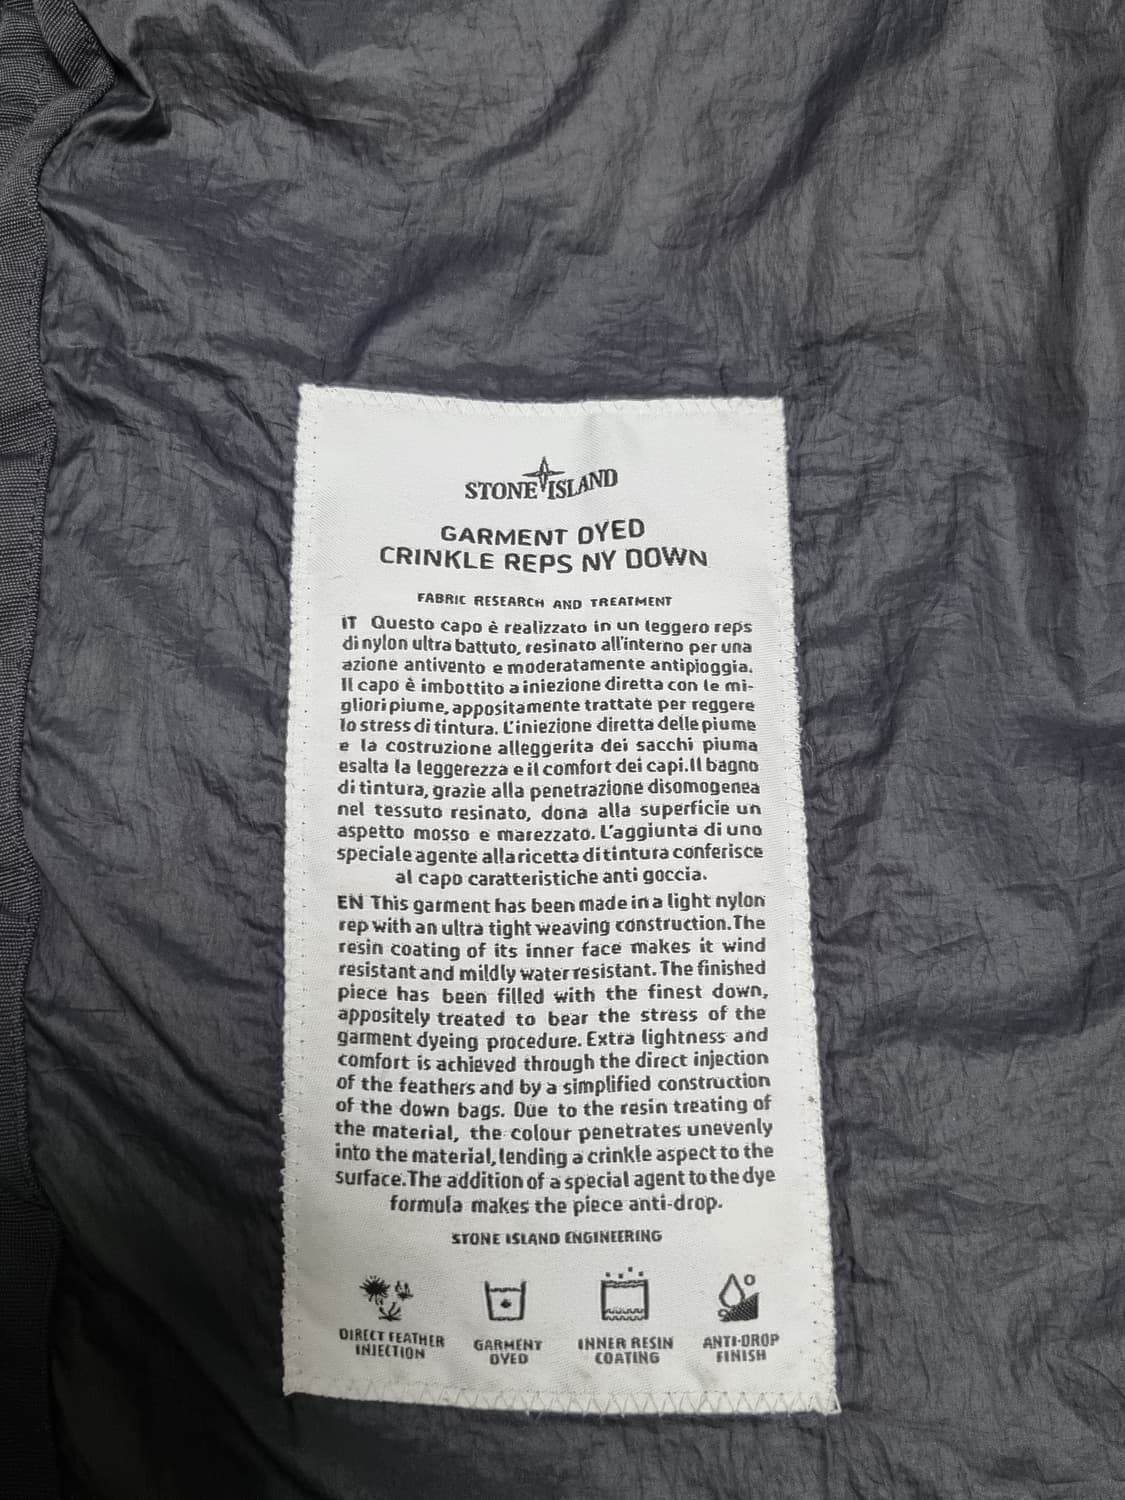 STONE ISLAND
GARMENT DYED
CRINKLE REPS NY DOWN
FABRIC RESEARCH AND TREATMENT
IT Questo capo è realizzato in un leggero reps
di nylon ultra battuto, resinato all'interno per una
azione antivento e moderatamente antipioggia.
Il capo è imbottito a iniezione diretta con le mi-
gliori piume, appositamente trattate per reggere
lo stress di tintura. L'iniezione diretta delle piume
e la costruzione alleggerita dei sacchi piuma
esalta la leggerezza e il comfort dei capi. Il bagno
di tintura, grazie alla penetrazione disomogenea
nel tessuto resinato, dona alla superficie un
aspetto mosso e marezzato. L'aggiunta di uno
speciale agente alla ricetta di tintura conferisce
al capo caratteristiche anti goccia.
EN This garment has been made in a light nylon
rep with an ultra tight weaving construction. The
resin coating of its inner face makes it wind
resistant and mildly water resistant. The finished
piece has been filled with the finest down,
appositely treated to bear the stress of the
garment dyeing procedure. Extra lightness and
comfort is achieved through the direct injection
of the feathers and by a simplified construction
of the down bags. Due to the resin treating of
the material, the colour penetrates unevenly
into the material, lending a crinkle aspect to the
surface. The addition of a special agent to the dye
formula makes the piece anti-drop.
STONE ISLAND ENGINEERING
DIRECT FEATHER
INJECTION
GARMENT
DYED
INNER RESIN
COATING
ANTI-DROP
FINISH